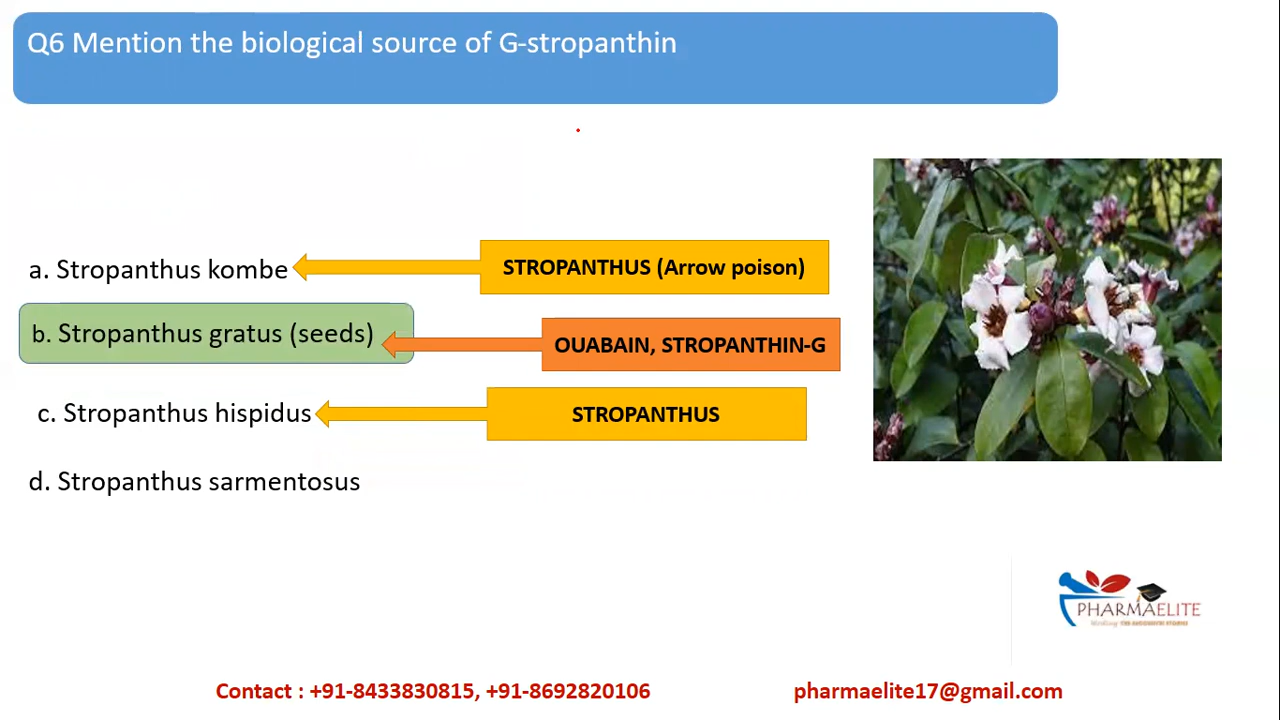 Q6 Mention the biological source of G-stropanthin
a. Stropanthus kombe
STROPANTHUS (Arrow poison)
b. Stropanthus gratus (seeds)
OUABAIN, STROPANTHIN-G
c. Stropanthus hispidus
STROPANTHUS
d. Stropanthus sarmentosus
PHARMAELITE
Contact : +91-8433830815, +91-8692820106
pharmaelite17@gmail.com